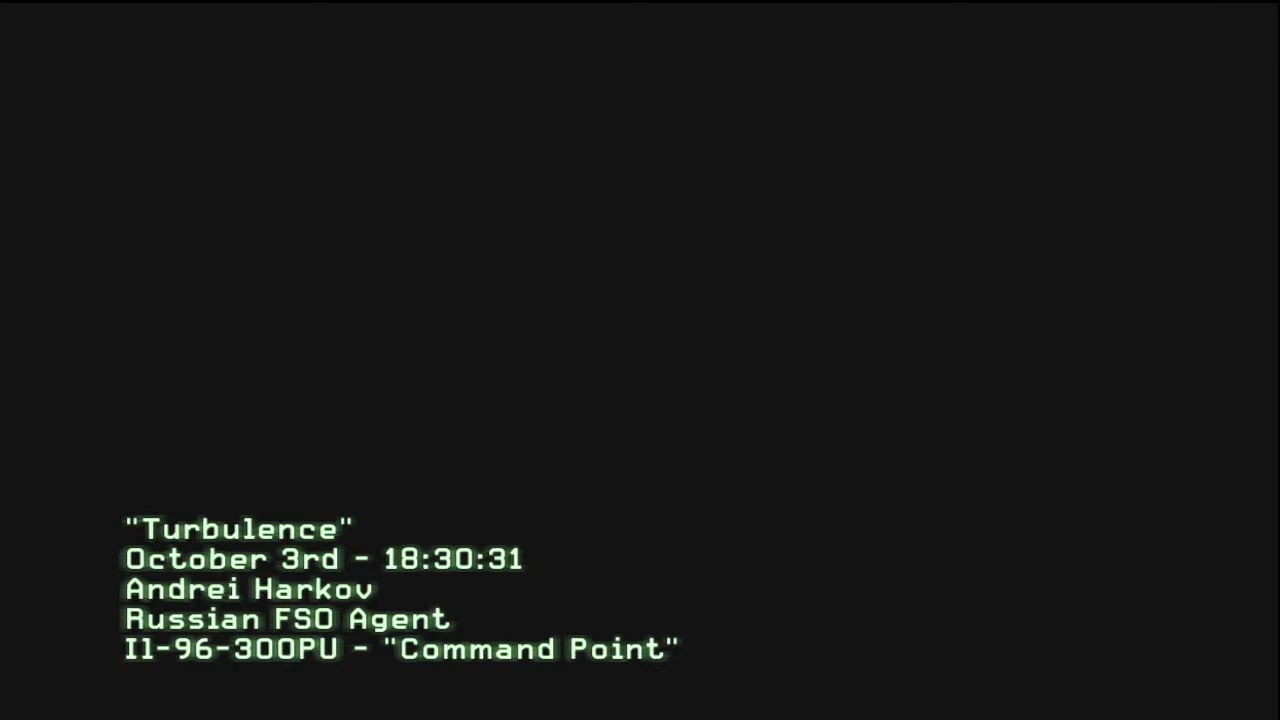 "Turbulence"
October 3rd - 18:30:31
Andrei Harkov
Russian FSO Agent
Il-96-300PU - "Command Point"